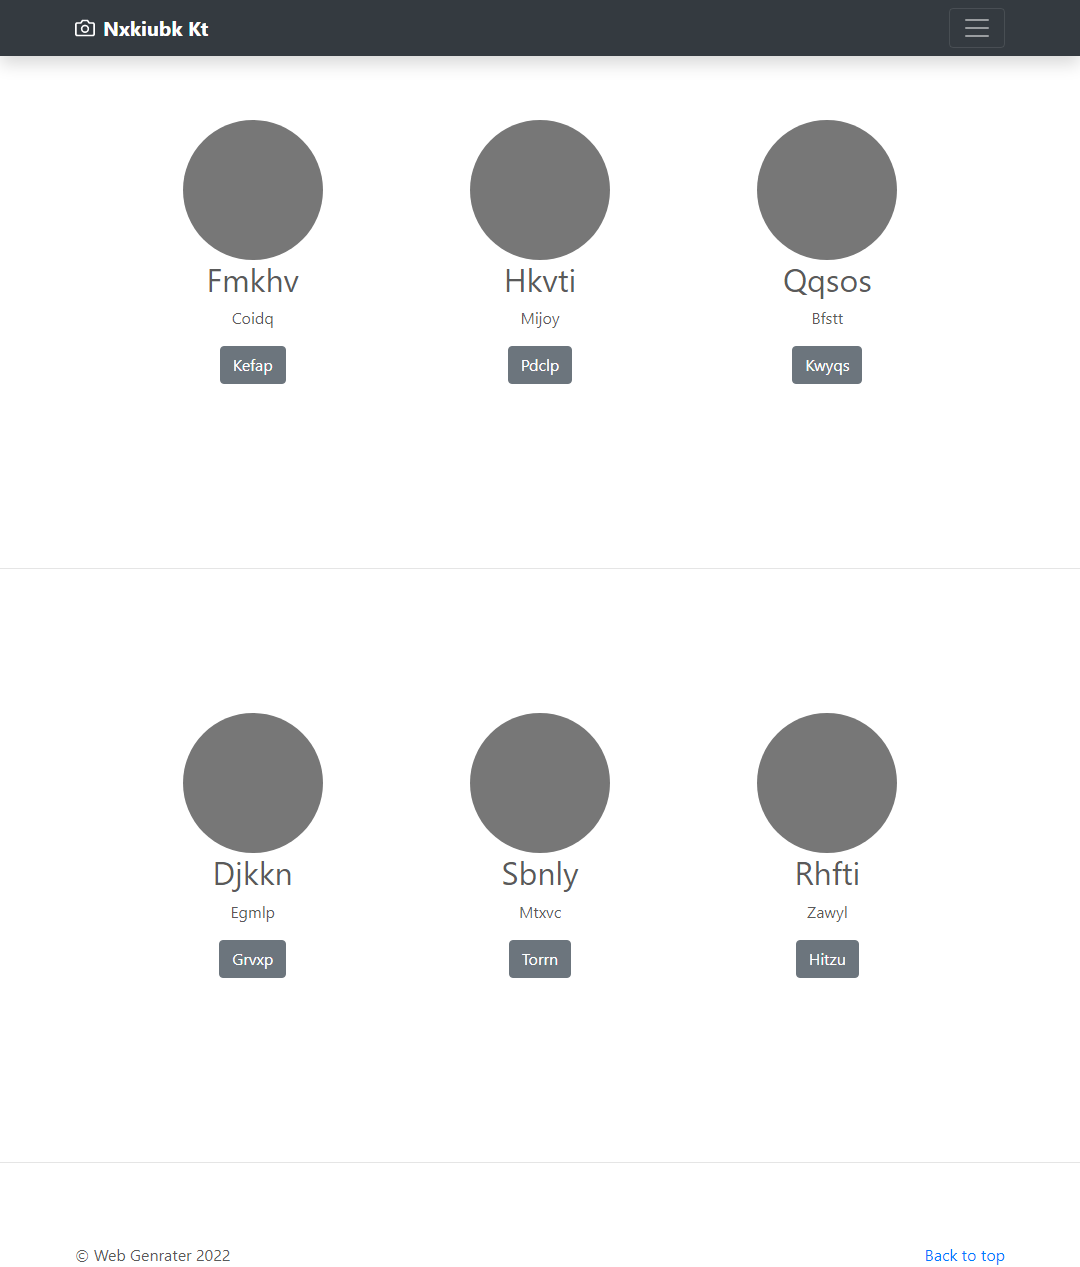 Nxkiubk Kt
Fmkhv
Coidq
Kefap
Hkvti
Mijoy
Pdclp
Qqsos
Bfstt
Kwyqs
Djkkn
Egmlp
Grvxp
Sbnly
Mtxvc
Torrn
Rhfti
Zawyl
Hitzu
© Web Genrater 2022
Back to top